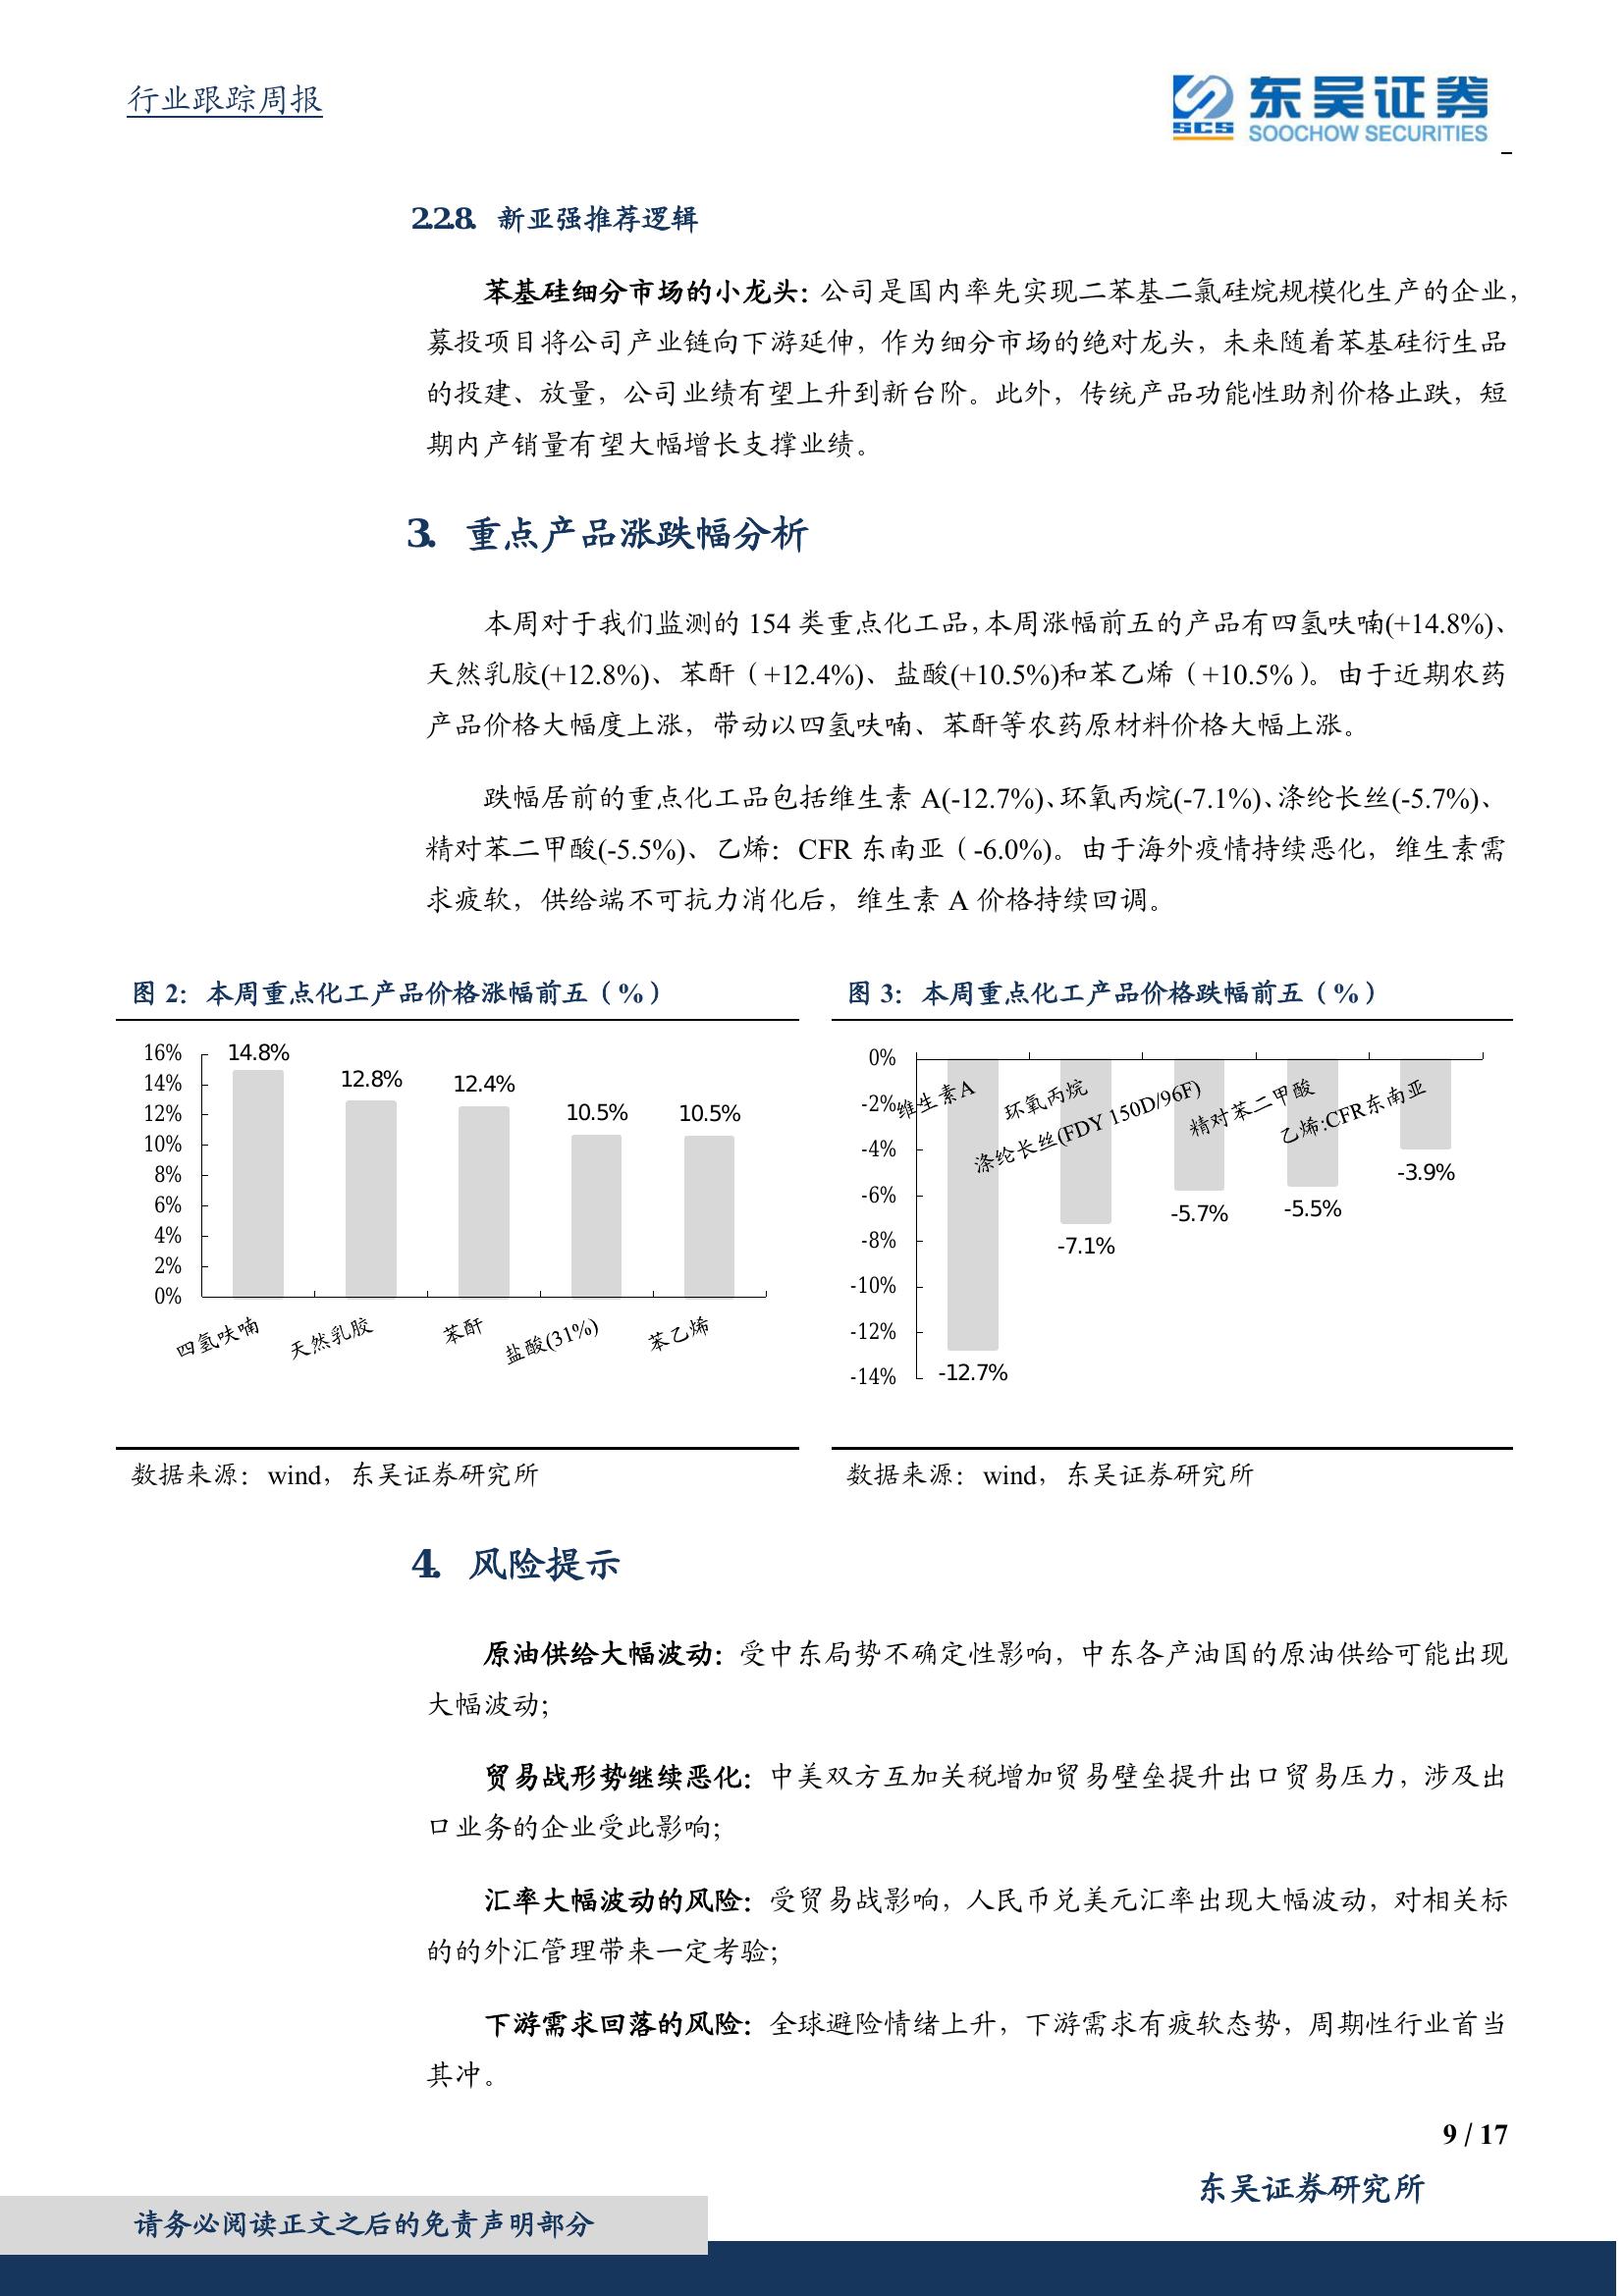 行业跟踪周报
SCS
东吴证券
SOOCHOW SECURITIES
2.2.8. 新亚强推荐逻辑
苯基硅细分市场的小龙头：公司是国内率先实现二苯基二氯硅烷规模化生产的企业，
募投项目将公司产业链向下游延伸，作为细分市场的绝对龙头，未来随着苯基硅衍生品
的投建、放量，公司业绩有望上升到新台阶。此外，传统产品功能性助剂价格止跌，短
期内产销量有望大幅增长支撑业绩。
3. 重点产品涨跌幅分析
本周对于我们监测的 154 类重点化工品，本周涨幅前五的产品有四氢呋喃(+14.8%)、
天然乳胶(+12.8%)、苯酐（+12.4%)、盐酸(+10.5%)和苯乙烯（+10.5%）。由于近期农药
产品价格大幅度上涨，带动以四氢呋喃、苯酐等农药原材料价格大幅上涨。
跌幅居前的重点化工品包括维生素 A(-12.7%)、环氧丙烷(-7.1%)、涤纶长丝(-5.7%)、
精对苯二甲酸(-5.5%)、乙烯：CFR 东南亚（-6.0%)。由于海外疫情持续恶化，维生素需
求疲软，供给端不可抗力消化后，维生素 A 价格持续回调。
图 2：本周重点化工产品价格涨幅前五（%）
16%
14%
12%
10%
8%
6%
4%
2%
0%
14.8%
12.8%
12.4%
10.5%
10.5%
四氢呋喃
天然乳胶
苯酐
盐酸(31%)
苯乙烯
数据来源：wind，东吴证券研究所
图 3：本周重点化工产品价格跌幅前五（%）
0%
-2%
-4%
-6%
-8%
-10%
-12%
-14%
维生素A
环氧丙烷
涤纶长丝(FDY 150D/96F)
精对苯二甲酸
乙烯:CFR东南亚
-12.7%
-7.1%
-5.7%
-5.5%
-3.9%
数据来源：wind，东吴证券研究所
4. 风险提示
原油供给大幅波动：受中东局势不确定性影响，中东各产油国的原油供给可能出现
大幅波动；
贸易战形势继续恶化：中美双方互加关税增加贸易壁垒提升出口贸易压力，涉及出
口业务的企业受此影响；
汇率大幅波动的风险：受贸易战影响，人民币兑美元汇率出现大幅波动，对相关标
的的外汇管理带来一定考验；
下游需求回落的风险：全球避险情绪上升，下游需求有疲软态势，周期性行业首当
其冲。
9 / 17
东吴证券研究所
请务必阅读正文之后的免责声明部分